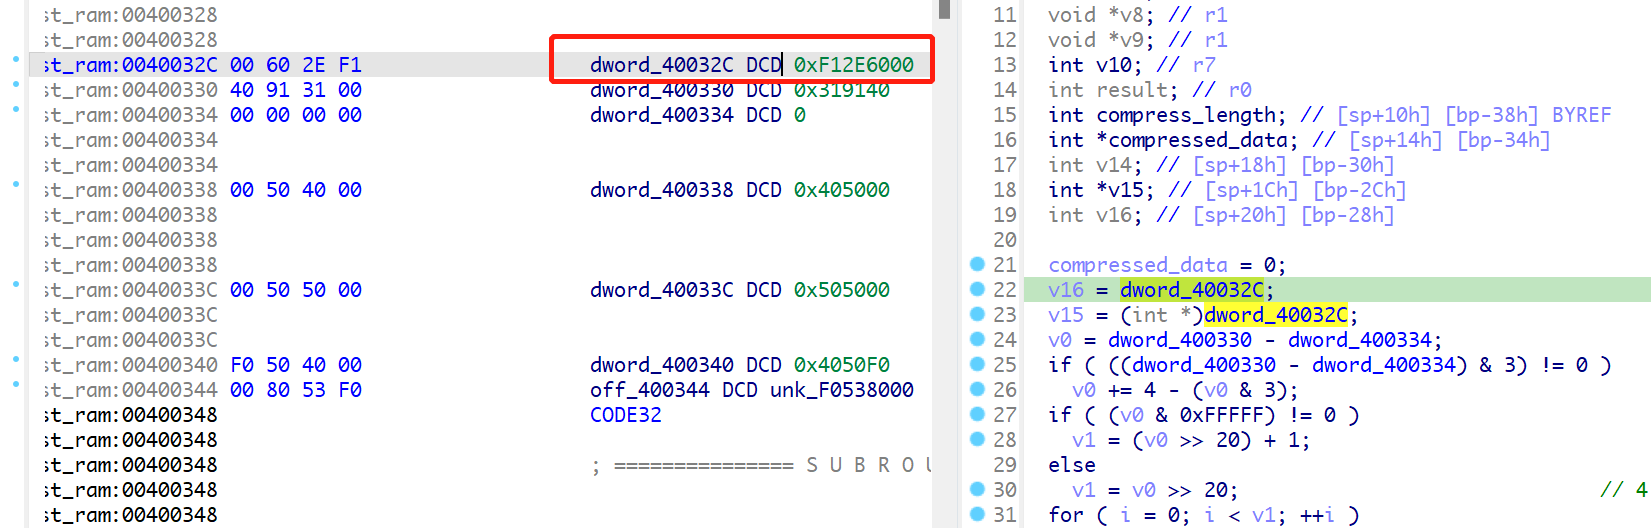 st_ram:00400328
st_ram:00400328
st_ram:0040032C 00 60 2E F1 dword_40032C DCD 0xF12E6000
st_ram:00400330 40 91 31 00 dword_400330 DCD 0x319140
st_ram:00400334 00 00 00 00 dword_400334 DCD 0
st_ram:00400334
st_ram:00400334
st_ram:00400338 00 50 40 00 dword_400338 DCD 0x405000
st_ram:00400338
st_ram:00400338
st_ram:00400338
st_ram:0040033C 00 50 50 00 dword_40033C DCD 0x505000
st_ram:0040033C
st_ram:0040033C
st_ram:00400340 F0 50 40 00 dword_400340 DCD 0x4050F0
st_ram:00400344 00 80 53 F0 off_400344 DCD unk_F0538000
st_ram:00400348 CODE32
st_ram:00400348
st_ram:00400348 ; =============== S U B R O U
st_ram:00400348
st_ram:00400348
11 void *v8; // r1
12 void *v9; // r1
13 int v10; // r7
14 int result; // r0
15 int compress_length; // [sp+10h] [bp-38h] BYREF
16 int *compressed_data; // [sp+14h] [bp-34h]
17 int v14; // [sp+18h] [bp-30h]
18 int *v15; // [sp+1Ch] [bp-2Ch]
19 int v16; // [sp+20h] [bp-28h]
20
21 compressed_data = 0;
22 v16 = dword_40032C;
23 v15 = (int *)dword_40032C;
24 v0 = dword_400330 - dword_400334;
25 if ( ((dword_400330 - dword_400334) & 3) != 0 )
26 v0 += 4 - (v0 & 3);
27 if ( (v0 & 0xFFFFF) != 0 )
28 v1 = (v0 >> 20) + 1;
29 else
30 v1 = v0 >> 20; // 4
31 for ( i = 0; i < v1; ++i )